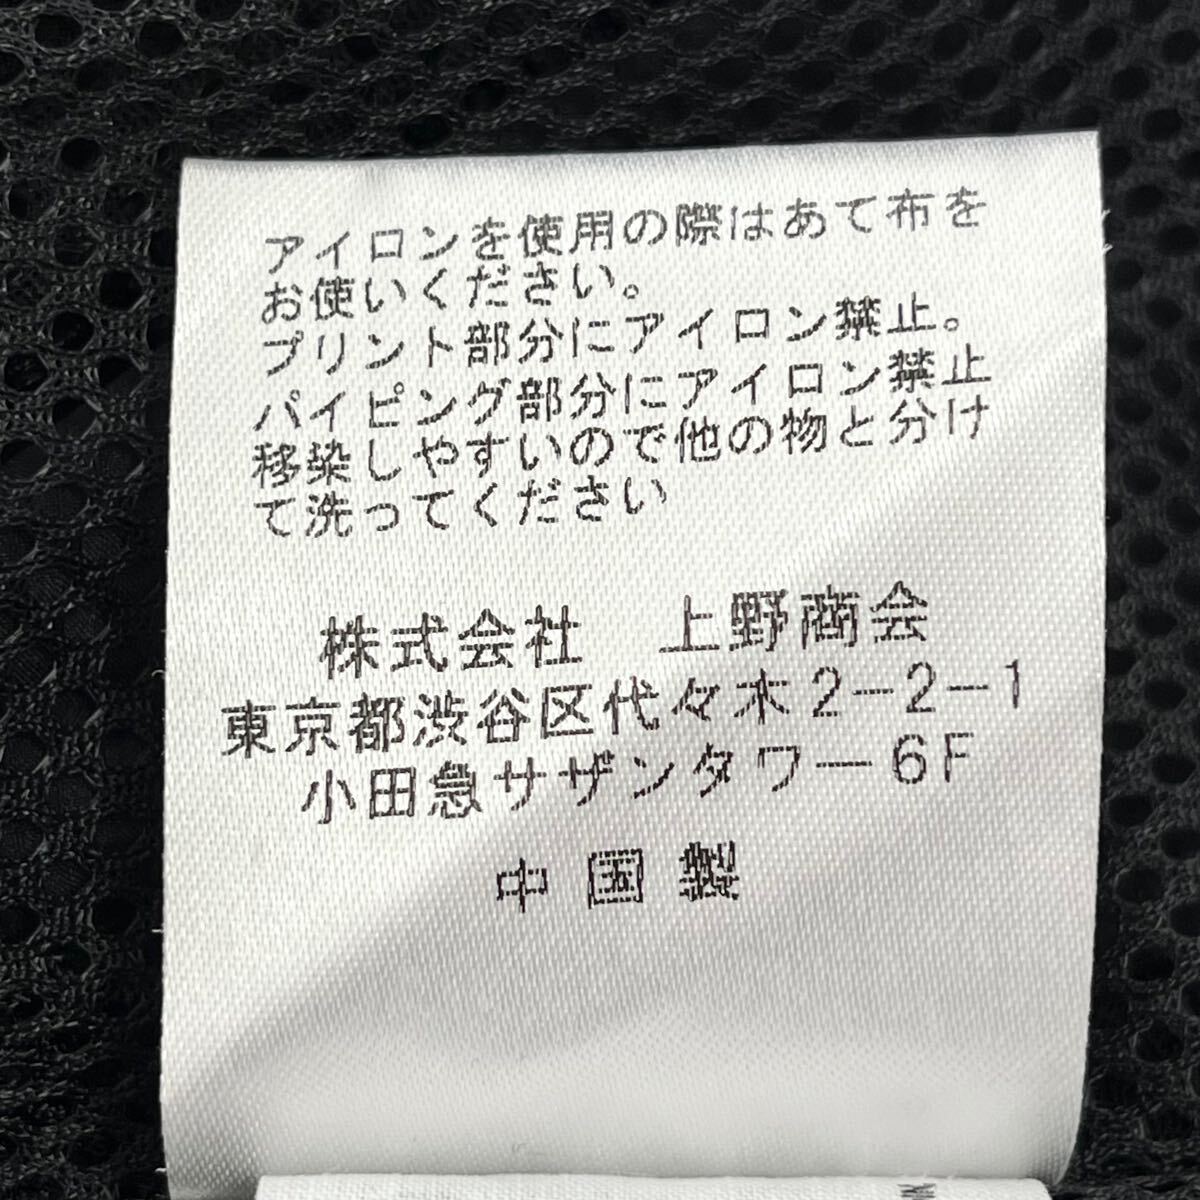 アイロンを使用の際はあて布を
お使いください。
プリント部分にアイロン禁止。
パイピング部分にアイロン禁止
移染しやすいので他の物と分け
て洗ってください
株式会社　上野商会
東京都渋谷区代々木2-2-1
小田急サザンタワー6F
中国製